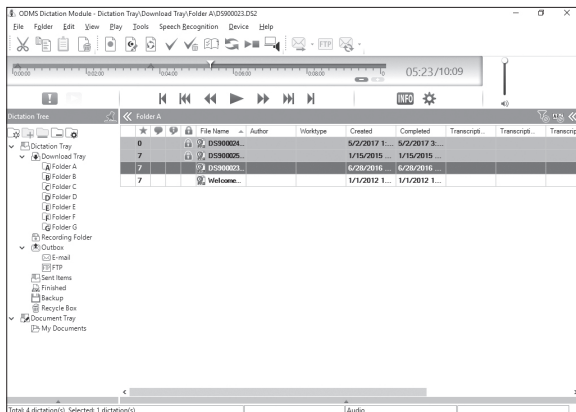 ODMS Dictation Module - Dictation Tray\Download Tray\Folder A\DS900023.DS2
File Folder Edit View Play Tools Speech Recognition Device Help
FTP
0:00:00 0:02:00 0:04:00 0:06:00 0:08:00 05:23/10:09
INFO
Dictation Tree
Folder A
File Name Author Worktype Created Completed Transcripti... Transcripti... Transcrip
0 DS900024... 5/2/2017 1:... 5/2/2017 3:...
7 DS900025... 1/15/2015 ... 1/15/2015 ...
7 DS900023... 6/28/2016 ... 6/28/2016 ...
7 Welcome... 1/1/2012 1... 1/1/2012 1...
Dictation Tray
Download Tray
A Folder A
B Folder B
C Folder C
D Folder D
E Folder E
F Folder F
G Folder G
Recording Folder
Outbox
E-mail
FTP FTP
Sent Items
Finished
Backup
Recycle Box
Document Tray
My Documents
Total: 4 dictation(s), Selected: 1 dictation(s)
Audio